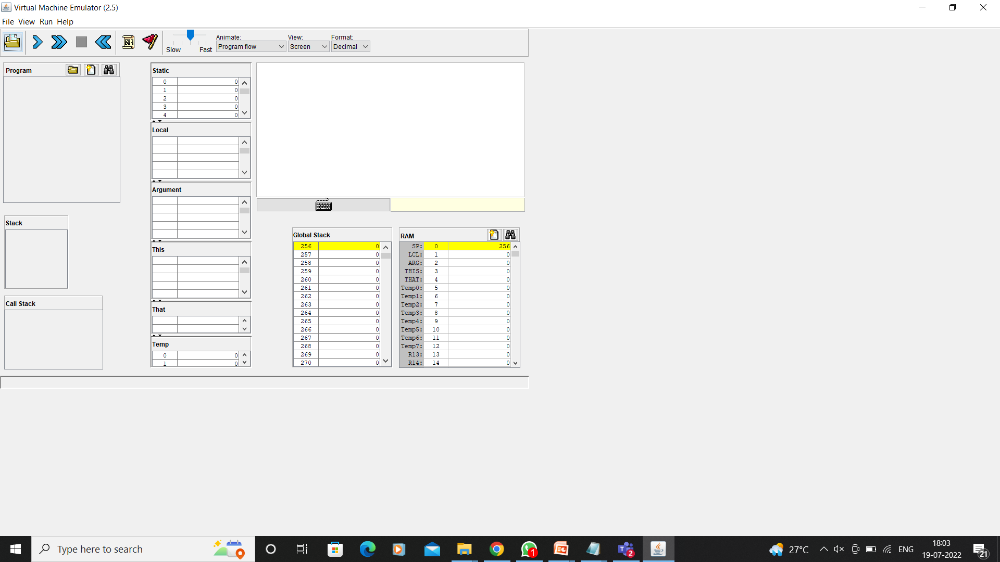 Virtual Machine Emulator (2.5)
File View Run Help
Slow Fast
Animate:
Program flow
View:
Screen
Format:
Decimal
Program
Stack
Call Stack
Static
0 0
1 0
2 0
3 0
4 0
Local
Argument
This
That
Temp
0 0
1 0
Global Stack
256 0
257 0
258 0
259 0
260 0
261 0
262 0
263 0
264 0
265 0
266 0
267 0
268 0
269 0
270 0
RAM
SP: 0 256
LCL: 1 0
ARG: 2 0
THIS: 3 0
THAT: 4 0
Temp0: 5 0
Temp1: 6 0
Temp2: 7 0
Temp3: 8 0
Temp4: 9 0
Temp5: 10 0
Temp6: 11 0
Temp7: 12 0
R13: 13 0
R14: 14 0
Type here to search
1
2
27°C
ENG
18:03
19-07-2022
21